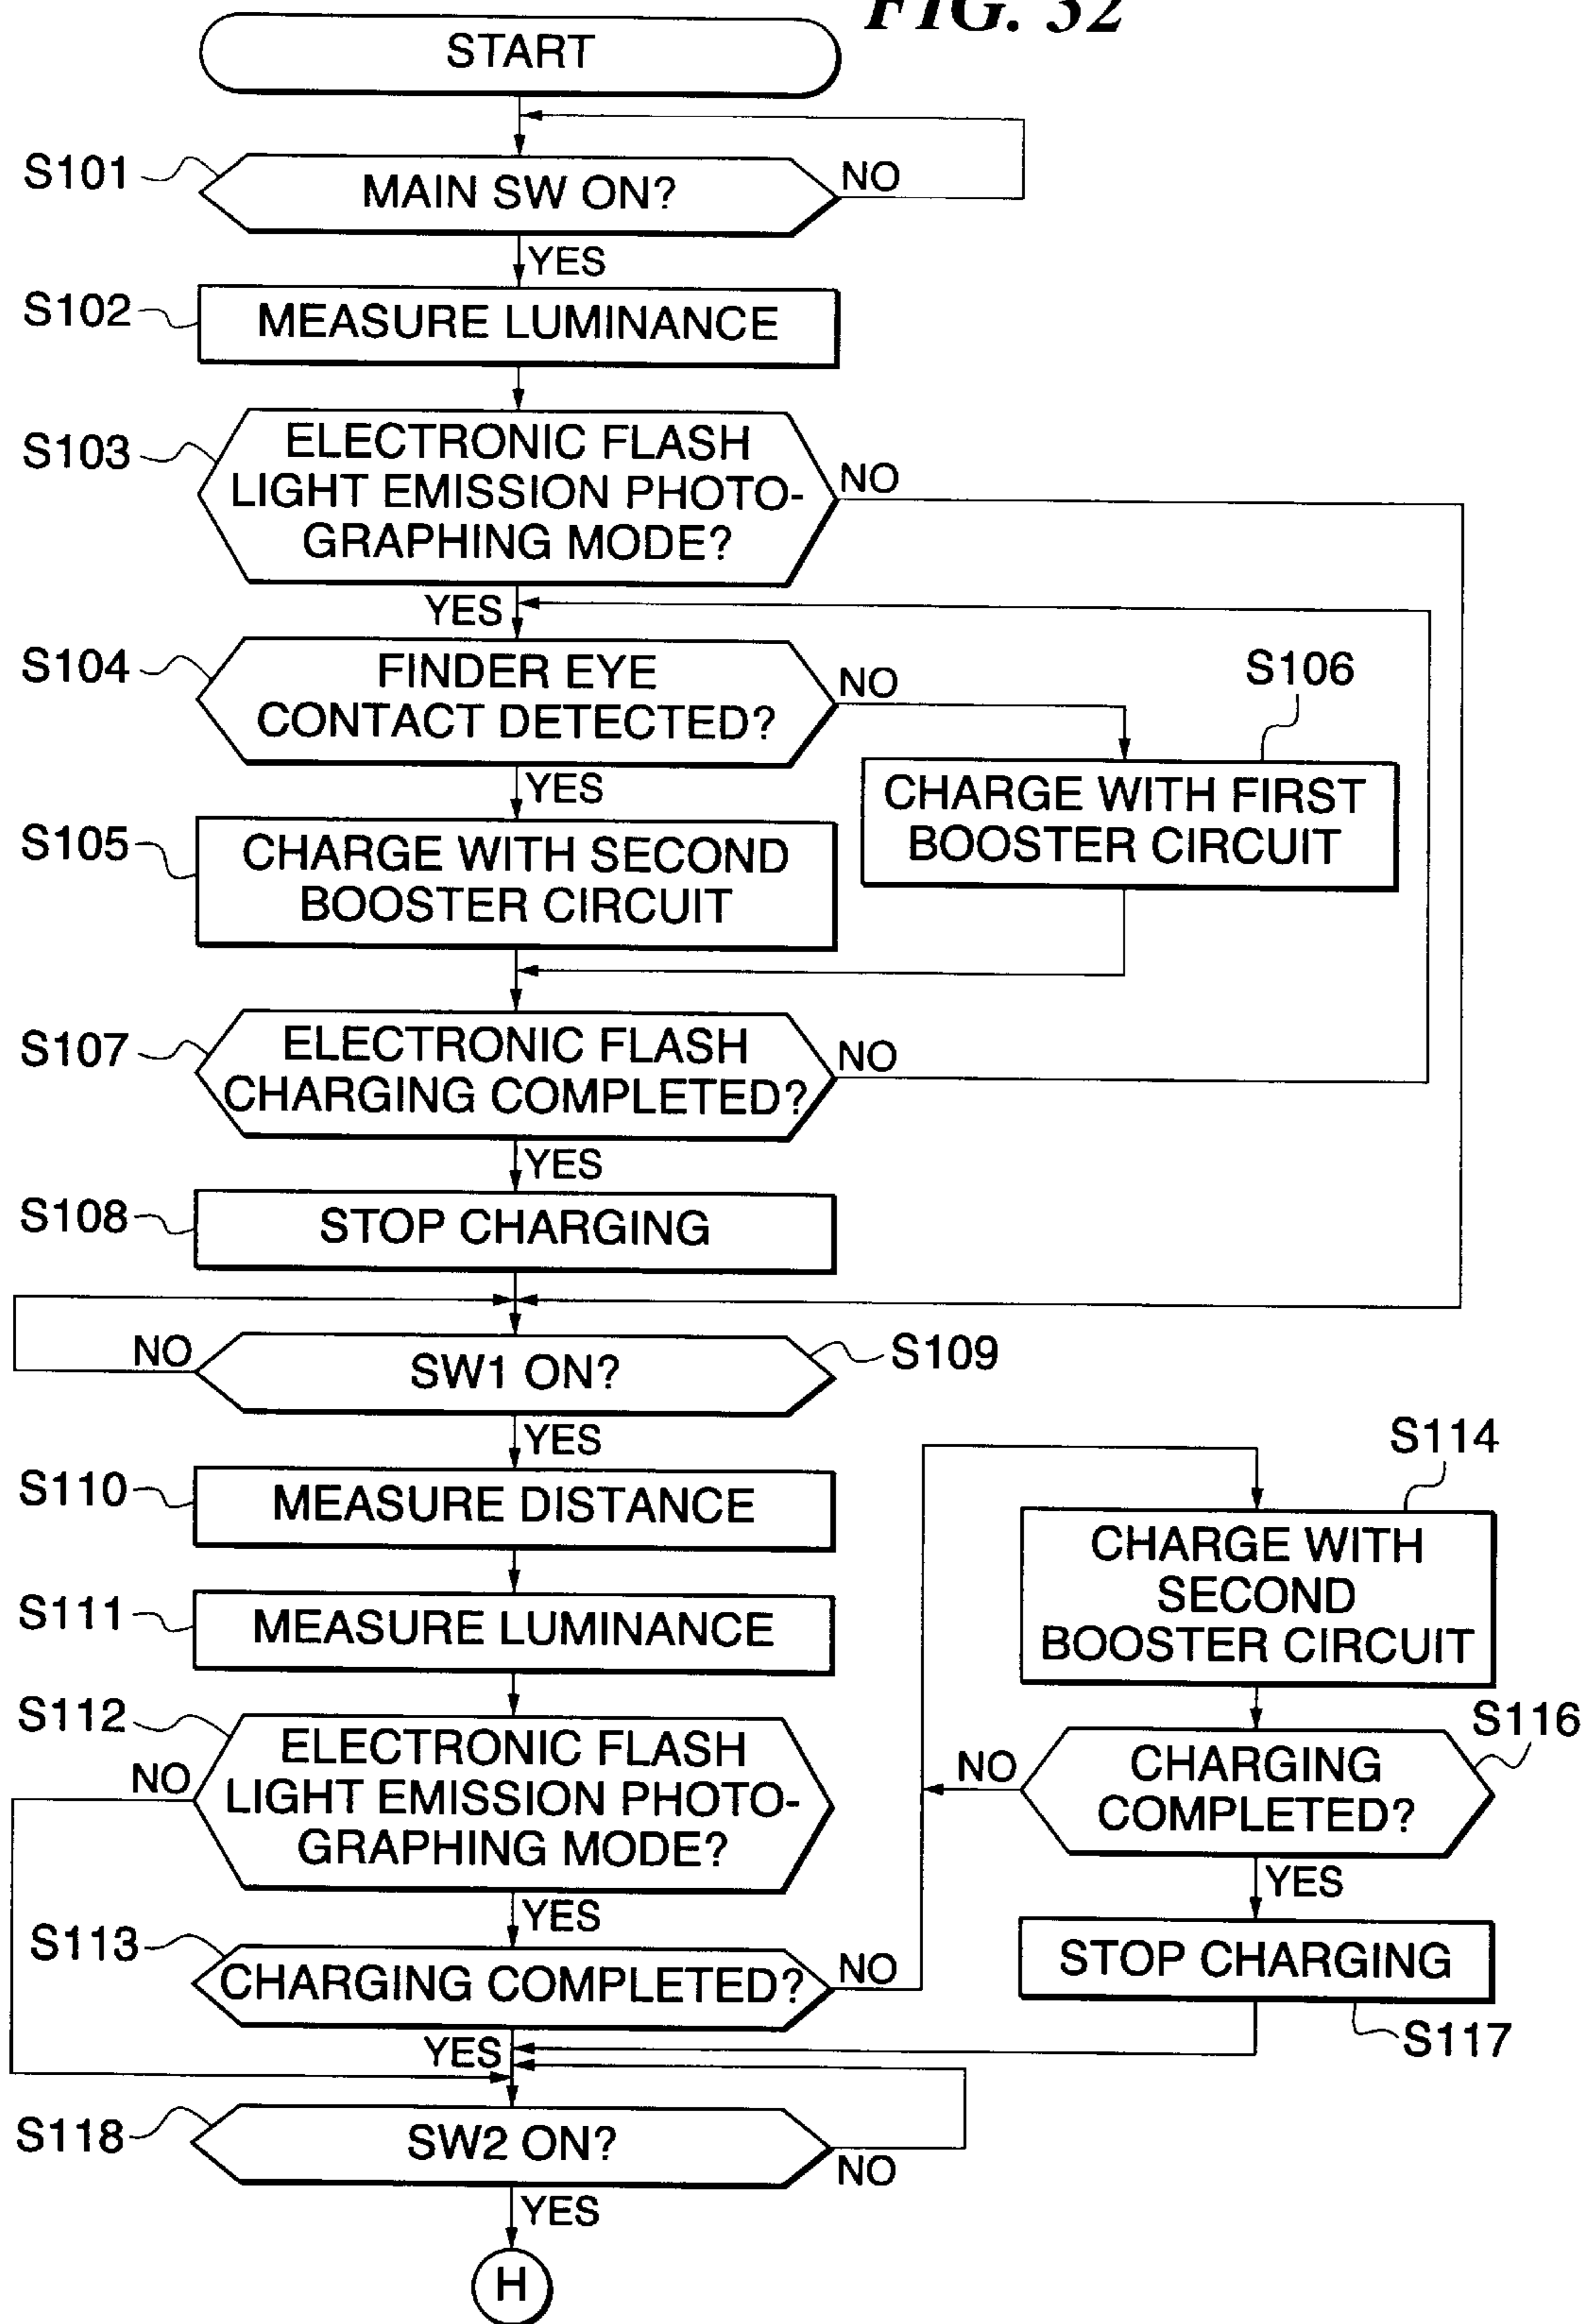 FIG. 32
START
S101
MAIN SW ON?
NO
YES
S102
MEASURE LUMINANCE
S103
ELECTRONIC FLASH
LIGHT EMISSION PHOTO-
GRAPHING MODE?
NO
YES
S104
FINDER EYE
CONTACT DETECTED?
NO
S106
CHARGE WITH FIRST
BOOSTER CIRCUIT
YES
S105
CHARGE WITH SECOND
BOOSTER CIRCUIT
S107
ELECTRONIC FLASH
CHARGING COMPLETED?
NO
YES
S108
STOP CHARGING
NO
SW1 ON?
S109
YES
S110
MEASURE DISTANCE
S111
MEASURE LUMINANCE
S112
NO
ELECTRONIC FLASH
LIGHT EMISSION PHOTO-
GRAPHING MODE?
YES
S113
CHARGING COMPLETED?
NO
YES
S114
CHARGE WITH
SECOND
BOOSTER CIRCUIT
S116
NO
CHARGING
COMPLETED?
YES
STOP CHARGING
S117
S118
SW2 ON?
NO
YES
H